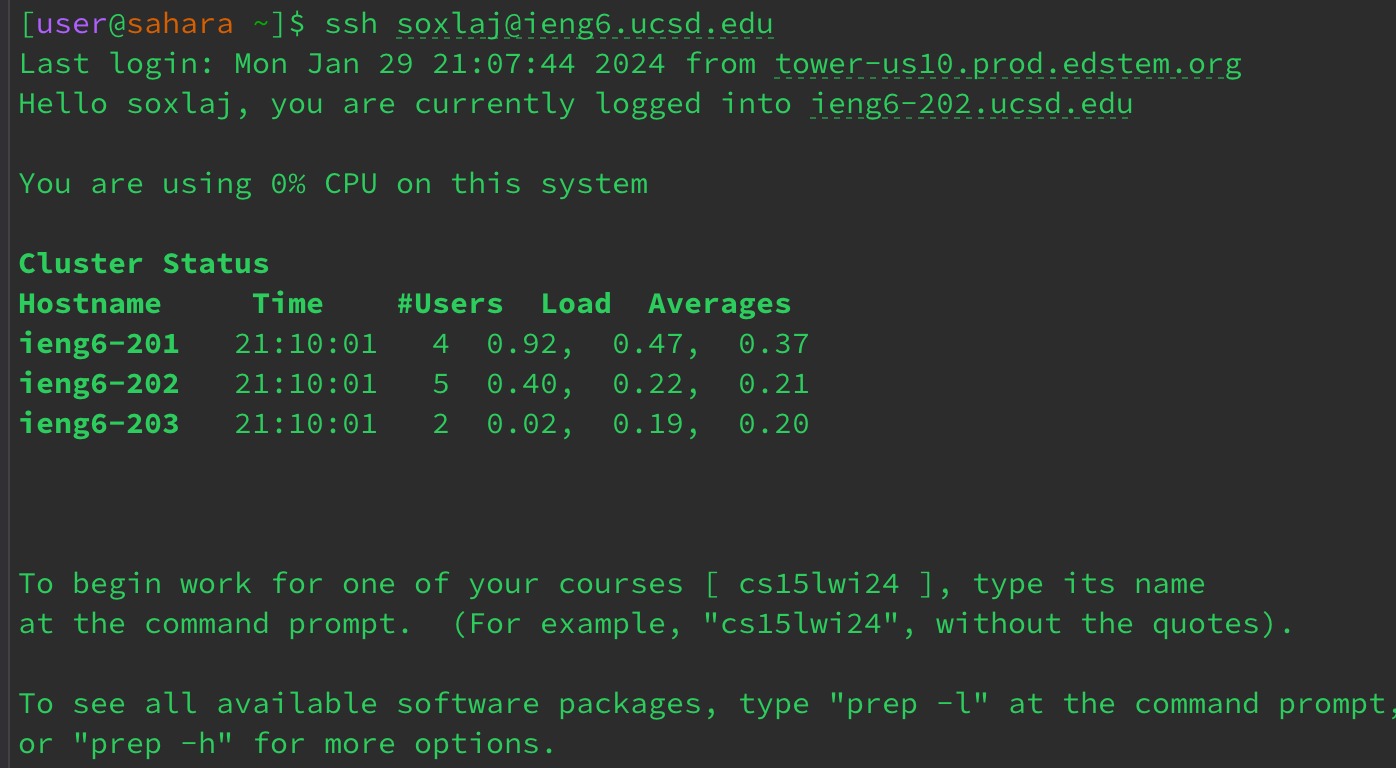 [user@sahara ~]$ ssh soxlaj@ieng6.ucsd.edu
Last login: Mon Jan 29 21:07:44 2024 from tower-us10.prod.edstem.org
Hello soxlaj, you are currently logged into ieng6-202.ucsd.edu
You are using 0% CPU on this system
Cluster Status
Hostname     Time    #Users  Load  Averages
ieng6-201   21:10:01   4  0.92,  0.47,  0.37
ieng6-202   21:10:01   5  0.40,  0.22,  0.21
ieng6-203   21:10:01   2  0.02,  0.19,  0.20
To begin work for one of your courses [ cs15lwi24 ], type its name
at the command prompt.  (For example, "cs15lwi24", without the quotes).
To see all available software packages, type "prep -l" at the command prompt,
or "prep -h" for more options.